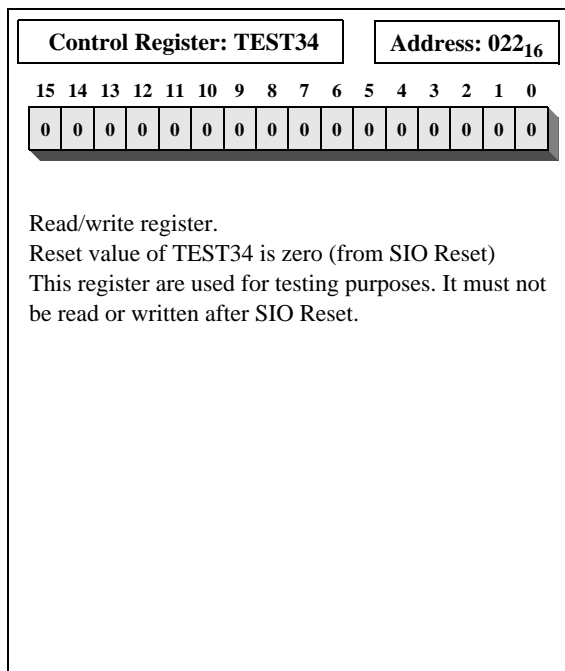 Control Register: TEST34
Address: 022₁₆
15 14 13 12 11 10 9 8 7 6 5 4 3 2 1 0
0 0 0 0 0 0 0 0 0 0 0 0 0 0 0 0
Read/write register.
Reset value of TEST34 is zero (from SIO Reset)
This register are used for testing purposes. It must not
be read or written after SIO Reset.